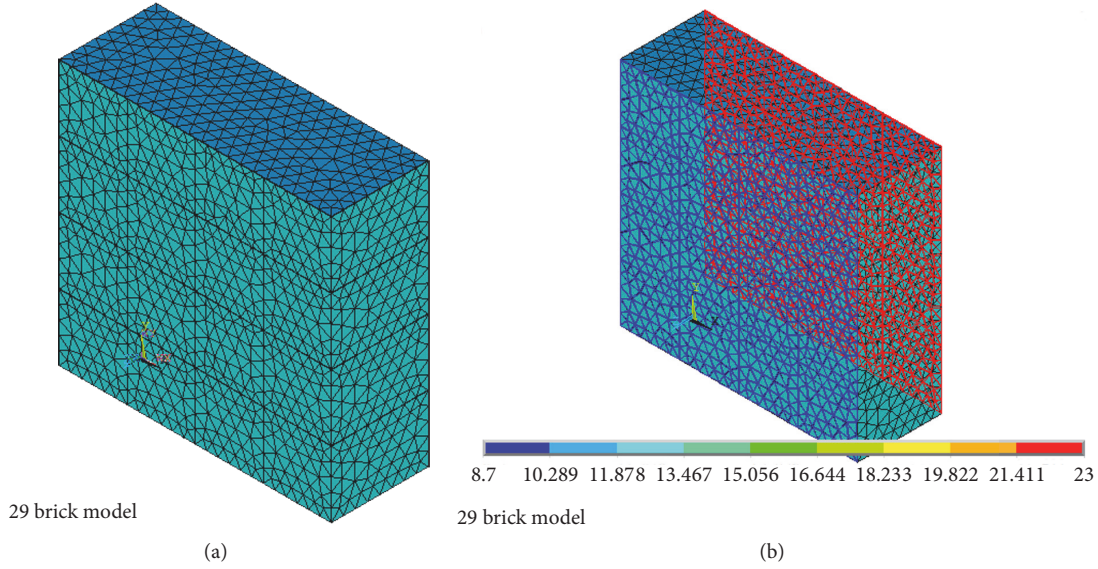 8.7 10.289 11.878 13.467 15.056 16.644 18.233 19.822 21.411 23
29 brick model
29 brick model
(a)
(b)